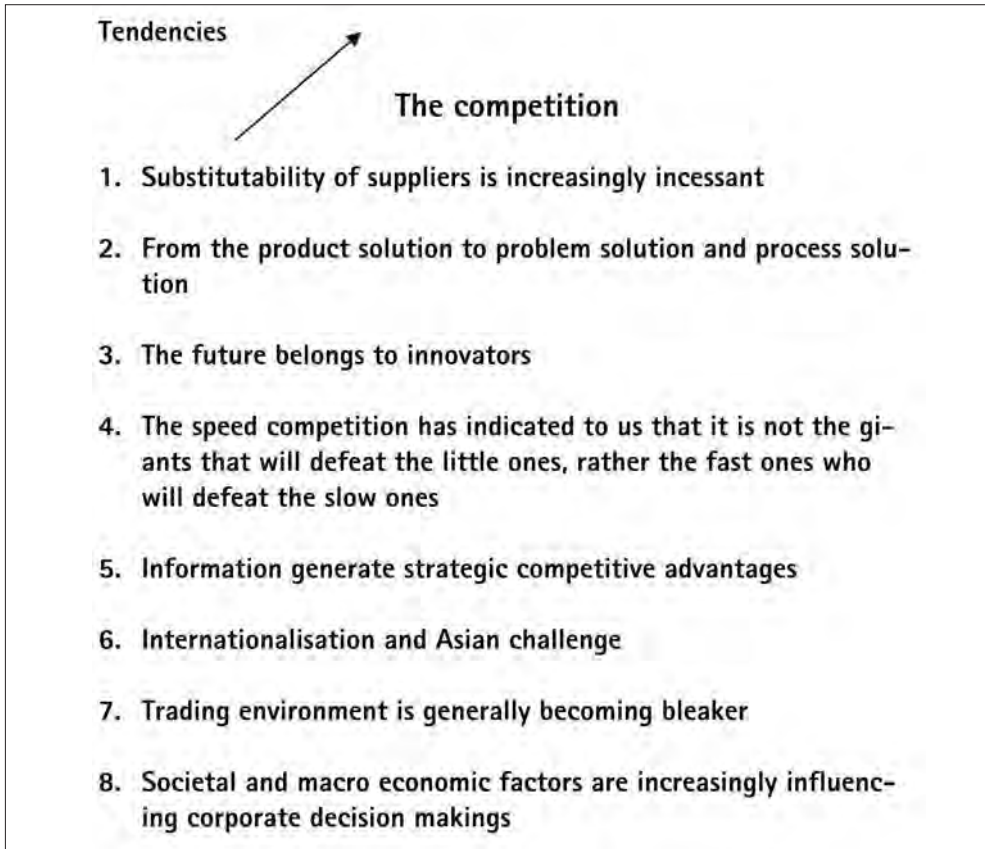 Tendencies
The competition
1. Substitutability of suppliers is increasingly incessant
2. From the product solution to problem solution and process solu-
tion
3. The future belongs to innovators
4. The speed competition has indicated to us that it is not the gi-
ants that will defeat the little ones, rather the fast ones who
will defeat the slow ones
5. Information generate strategic competitive advantages
6. Internationalisation and Asian challenge
7. Trading environment is generally becoming bleaker
8. Societal and macro economic factors are increasingly influenc-
ing corporate decision makings